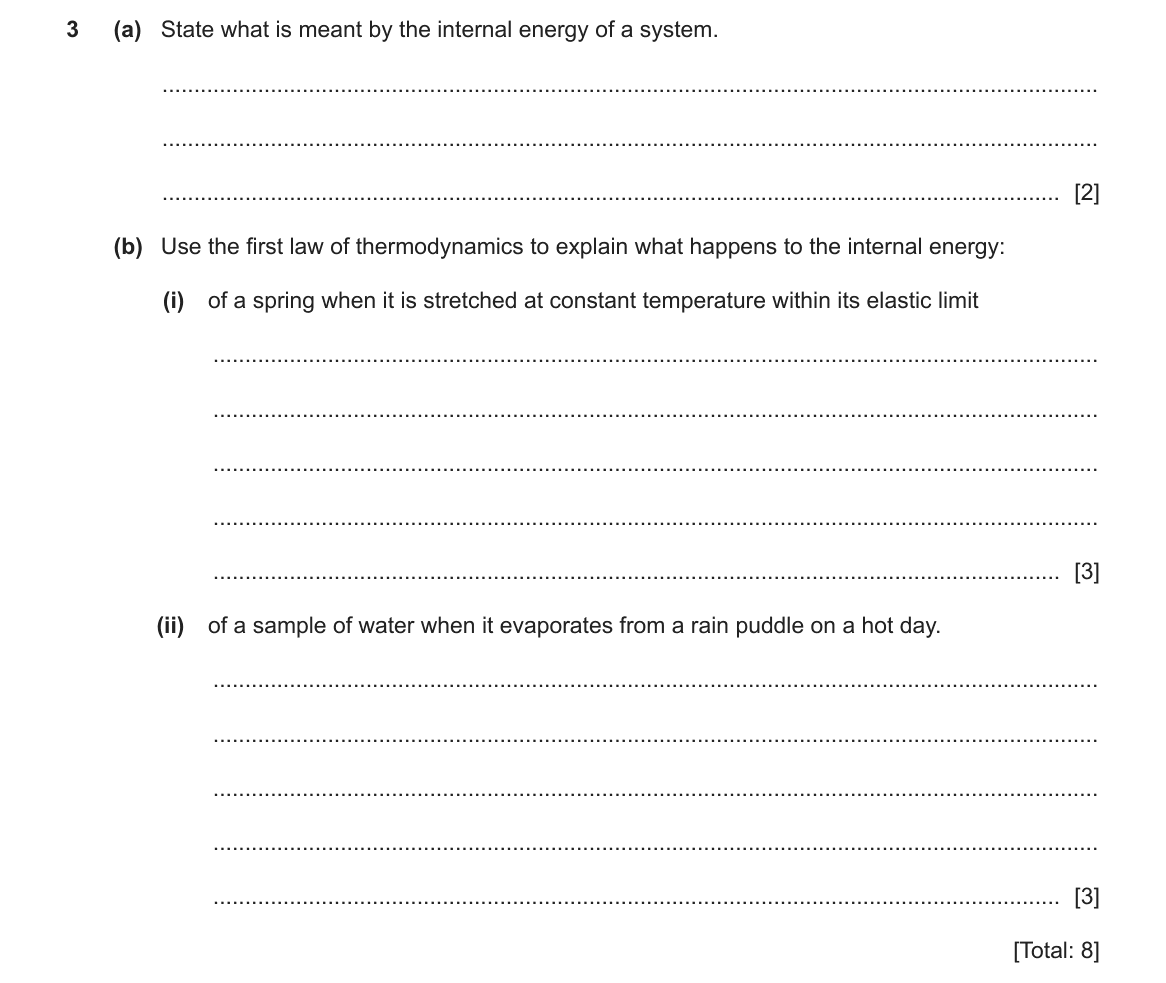 3 (a) State what is meant by the internal energy of a system.
..........................................................................................................................................
..........................................................................................................................................
.................................................................................................................................... [2]
(b) Use the first law of thermodynamics to explain what happens to the internal energy:
(i) of a spring when it is stretched at constant temperature within its elastic limit
..................................................................................................................................
..................................................................................................................................
..................................................................................................................................
..................................................................................................................................
............................................................................................................................ [3]
(ii) of a sample of water when it evaporates from a rain puddle on a hot day.
..................................................................................................................................
..................................................................................................................................
..................................................................................................................................
..................................................................................................................................
............................................................................................................................ [3]
[Total: 8]